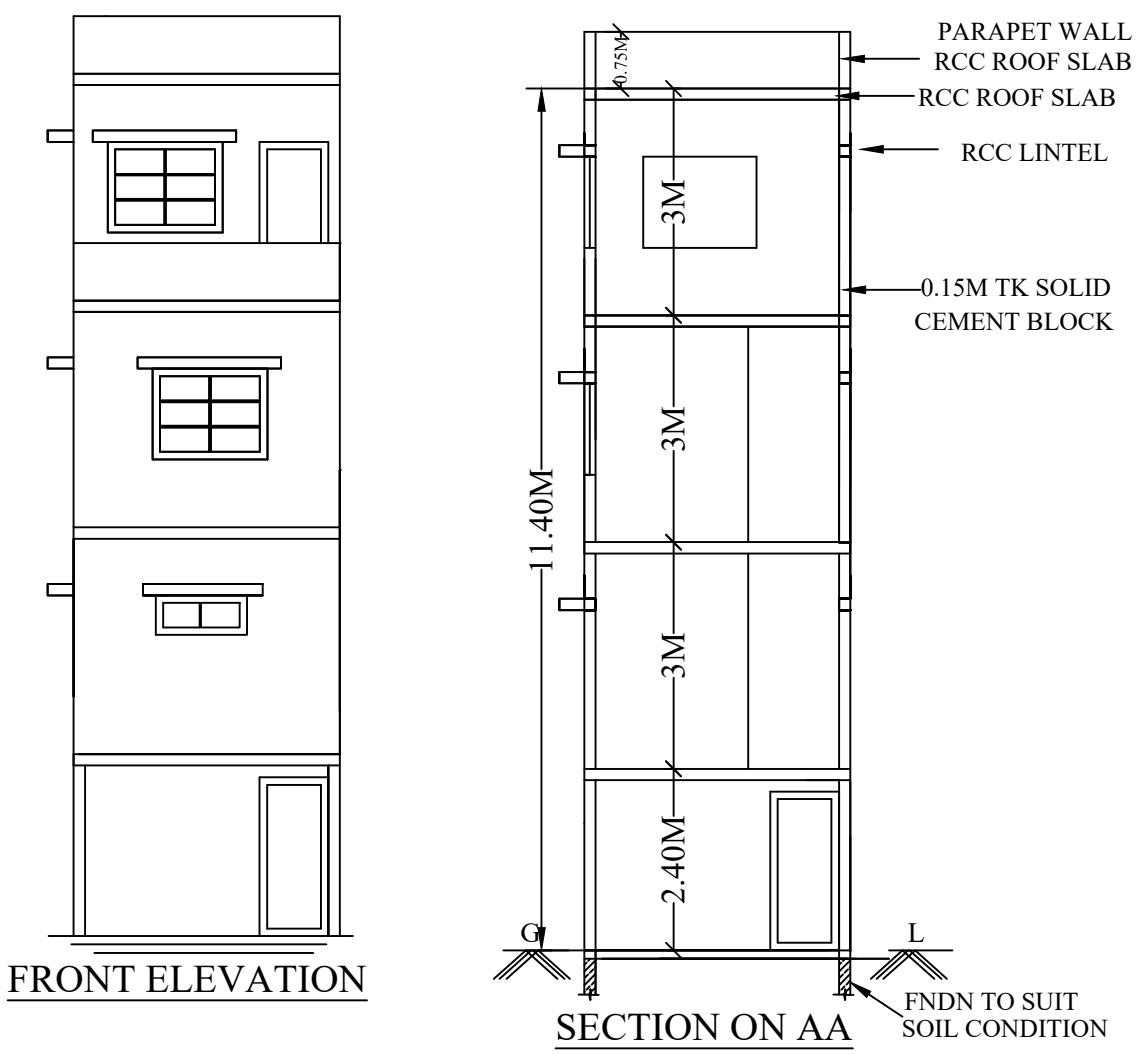 PARAPET WALL
RCC ROOF SLAB
0.75M
RCC ROOF SLAB
RCC LINTEL
3M
0.15M TK SOLID
CEMENT BLOCK
3M
11.40M
3M
2.40M
G
L
FRONT ELEVATION
FNDN TO SUIT
SOIL CONDITION
SECTION ON AA